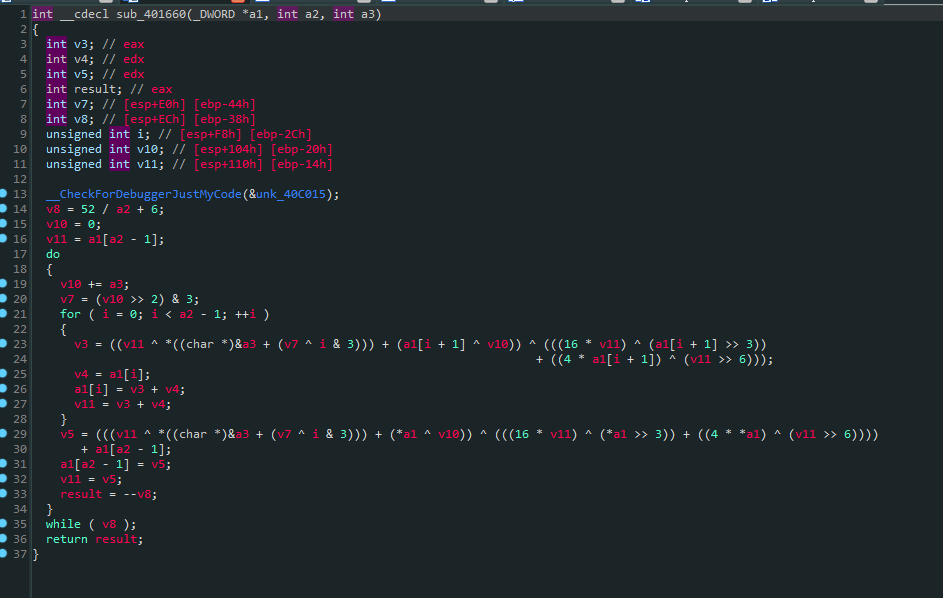 1 int __cdecl sub_401660(_DWORD *a1, int a2, int a3)
2 {
3   int v3; // eax
4   int v4; // edx
5   int v5; // edx
6   int result; // eax
7   int v7; // [esp+E0h] [ebp-44h]
8   int v8; // [esp+ECh] [ebp-38h]
9   unsigned int i; // [esp+F8h] [ebp-2Ch]
10   unsigned int v10; // [esp+104h] [ebp-20h]
11   unsigned int v11; // [esp+110h] [ebp-14h]
12
13   __CheckForDebuggerJustMyCode(&unk_40C015);
14   v8 = 52 / a2 + 6;
15   v10 = 0;
16   v11 = a1[a2 - 1];
17   do
18   {
19     v10 += a3;
20     v7 = (v10 >> 2) & 3;
21     for ( i = 0; i < a2 - 1; ++i )
22     {
23       v3 = ((v11 ^ *((char *)&a3 + (v7 ^ i & 3))) + (a1[i + 1] ^ v10)) ^ (((16 * v11) ^ (a1[i + 1] >> 3))
24                                                                        + ((4 * a1[i + 1]) ^ (v11 >> 6)));
25       v4 = a1[i];
26       a1[i] = v3 + v4;
27       v11 = v3 + v4;
28     }
29     v5 = (((v11 ^ *((char *)&a3 + (v7 ^ i & 3))) + (*a1 ^ v10)) ^ (((16 * v11) ^ (*a1 >> 3)) + ((4 * *a1) ^ (v11 >> 6))))
30        + a1[a2 - 1];
31     a1[a2 - 1] = v5;
32     v11 = v5;
33     result = --v8;
34   }
35   while ( v8 );
36   return result;
37 }